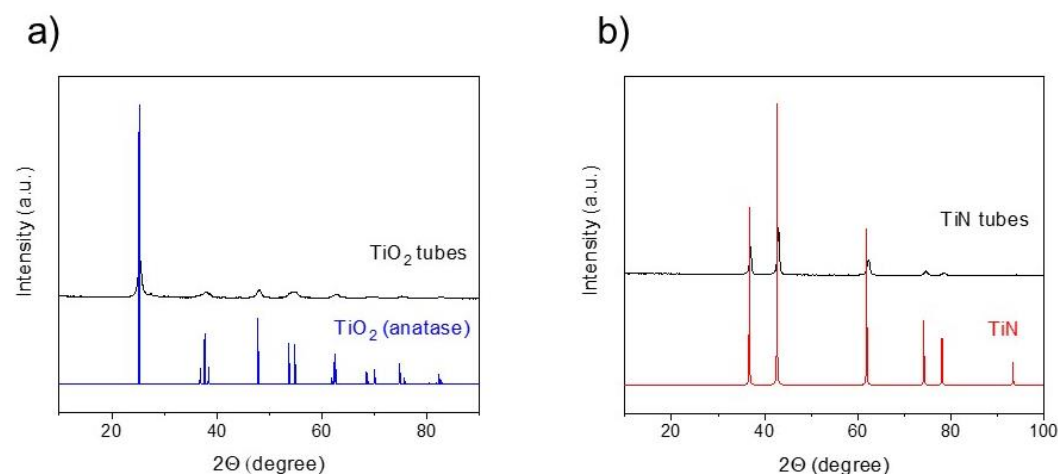 a)
Intensity (a.u.)
TiO₂ tubes
TiO₂ (anatase)
20
40
60
80
2Θ (degree)
b)
Intensity (a.u.)
TiN tubes
TiN
20
40
60
80
100
2Θ (degree)